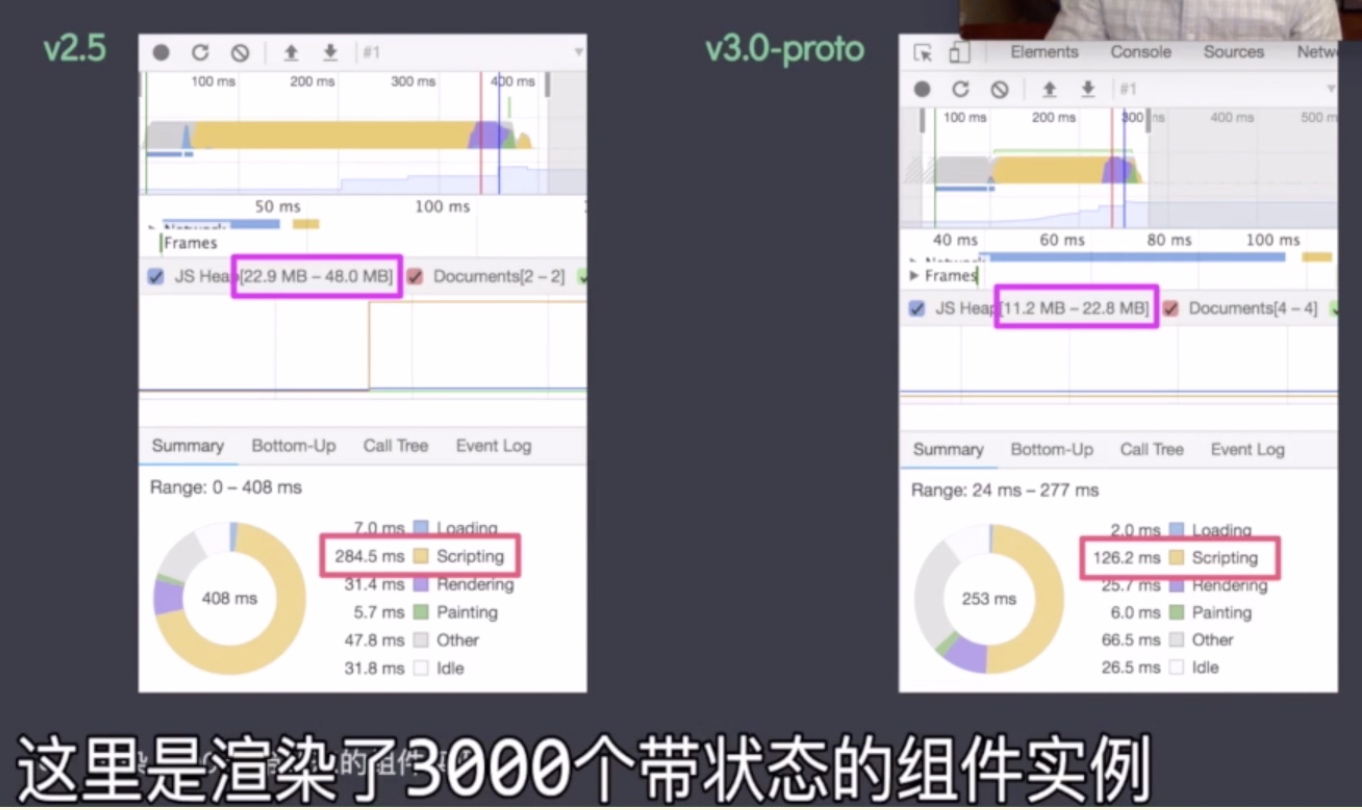 v2.5
#1
100 ms 200 ms 300 ms 400 ms
50 ms 100 ms
Network
Frames
JS Heap[22.9 MB – 48.0 MB] Documents[2 – 2]
Summary Bottom-Up Call Tree Event Log
Range: 0 – 408 ms
408 ms
7.0 ms Loading
284.5 ms Scripting
31.4 ms Rendering
5.7 ms Painting
47.8 ms Other
31.8 ms Idle
v3.0-proto
Elements Console Sources Netw
#1
100 ms 200 ms 300 ms 400 ms 500 m
40 ms 60 ms 80 ms 100 ms
Network
Frames
JS Heap[11.2 MB – 22.8 MB] Documents[4 – 4]
Summary Bottom-Up Call Tree Event Log
Range: 24 ms – 277 ms
253 ms
2.0 ms Loading
126.2 ms Scripting
25.7 ms Rendering
6.0 ms Painting
66.5 ms Other
26.5 ms Idle
这里是渲染了3000个带状态的组件实例